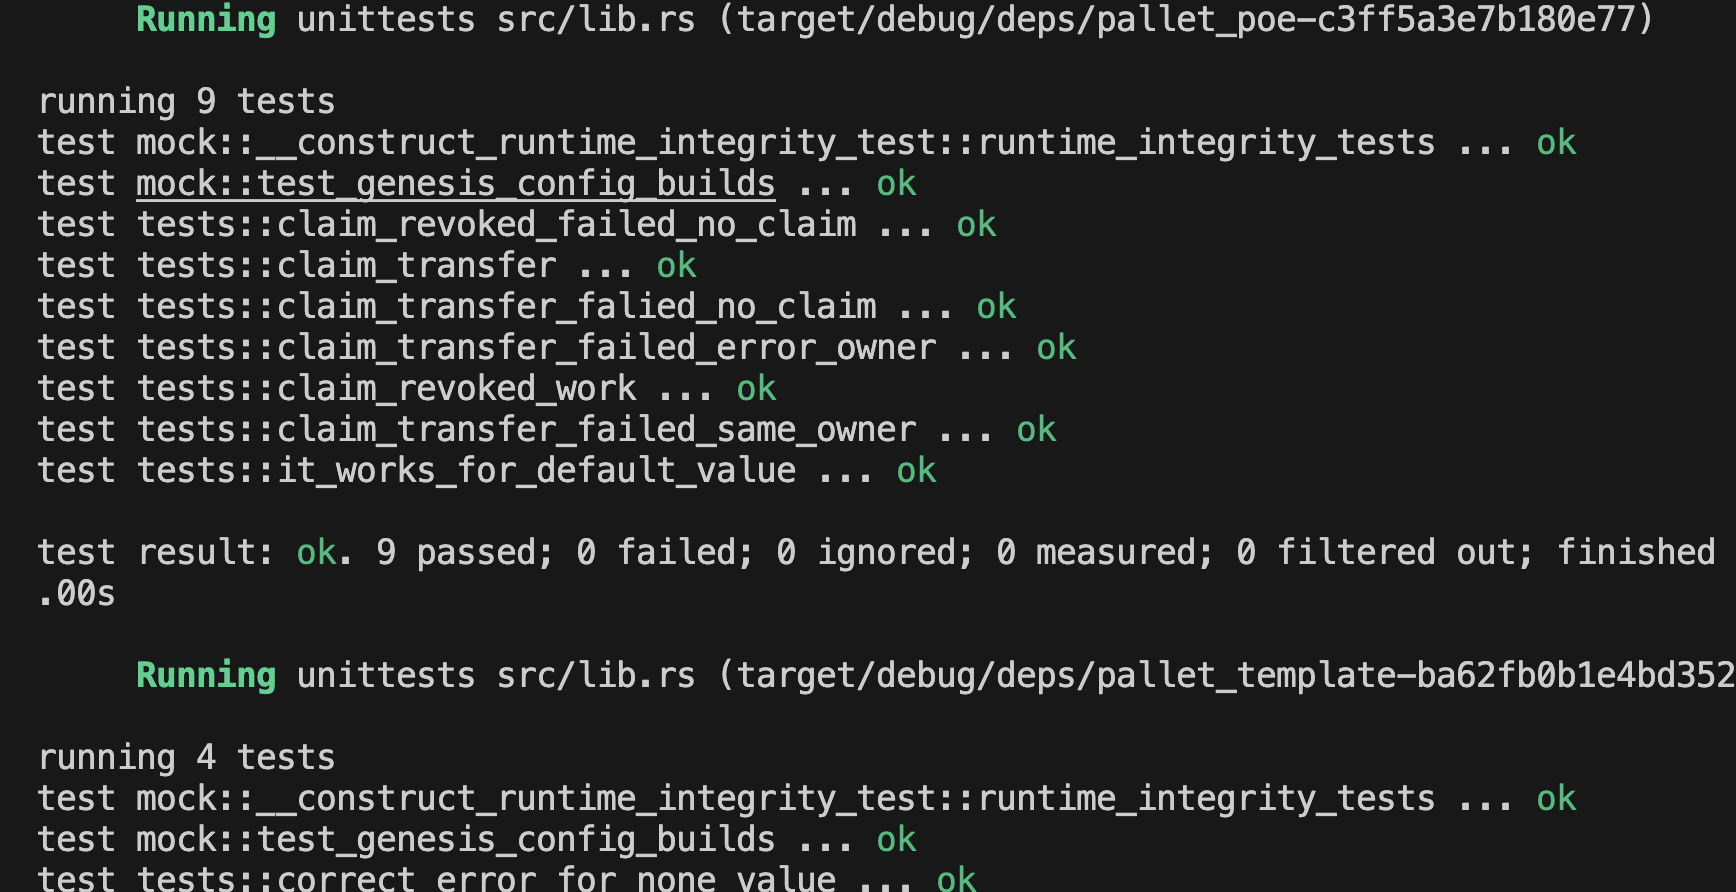 Running unittests src/lib.rs (target/debug/deps/pallet_poe-c3ff5a3e7b180e77)
running 9 tests
test mock::__construct_runtime_integrity_test::runtime_integrity_tests ... ok
test mock::test_genesis_config_builds ... ok
test tests::claim_revoked_failed_no_claim ... ok
test tests::claim_transfer ... ok
test tests::claim_transfer_falied_no_claim ... ok
test tests::claim_transfer_failed_error_owner ... ok
test tests::claim_revoked_work ... ok
test tests::claim_transfer_failed_same_owner ... ok
test tests::it_works_for_default_value ... ok
test result: ok. 9 passed; 0 failed; 0 ignored; 0 measured; 0 filtered out; finished
.00s
Running unittests src/lib.rs (target/debug/deps/pallet_template-ba62fb0b1e4bd352
running 4 tests
test mock::__construct_runtime_integrity_test::runtime_integrity_tests ... ok
test mock::test_genesis_config_builds ... ok
test tests::correct_error_for_none_value ... ok